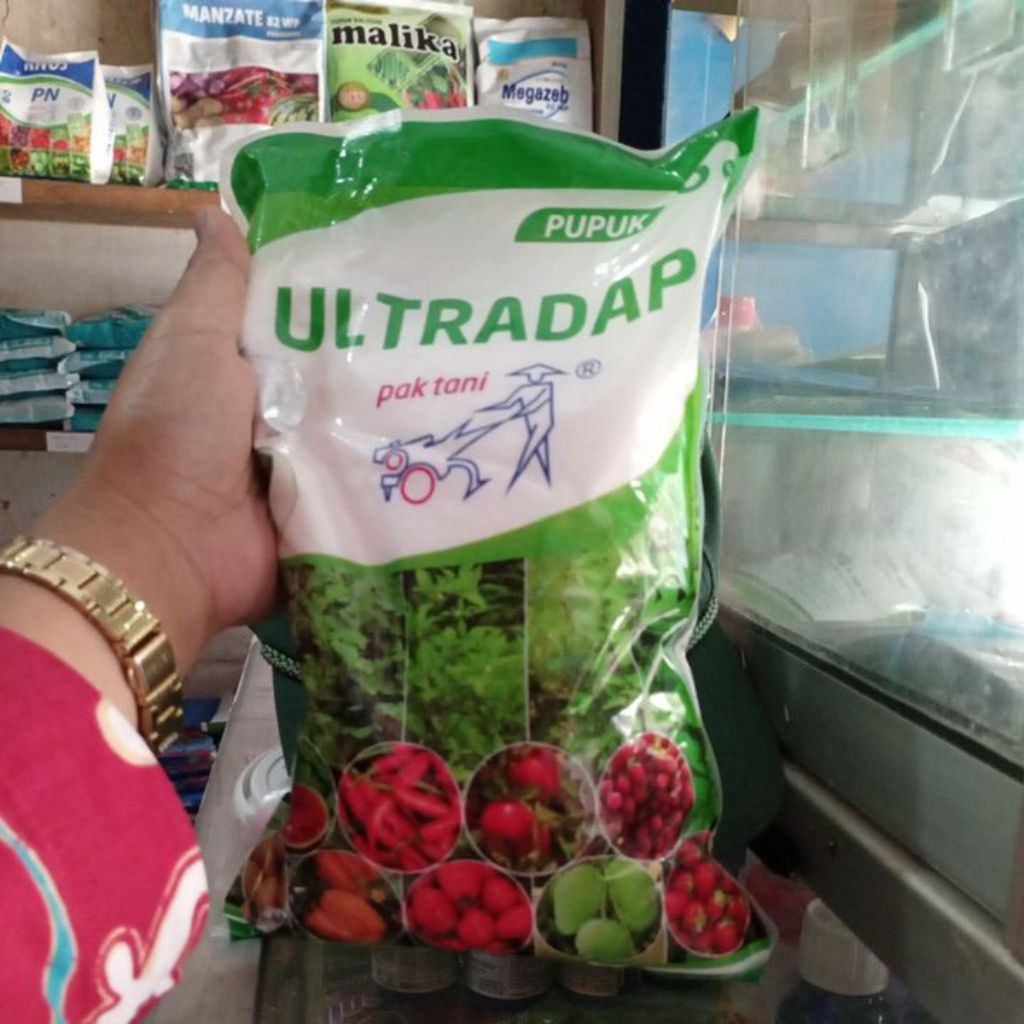 MANZATE 82 WP
malika
Megazeb
PN
PUPUK
ULTRADAP
pak tani
®